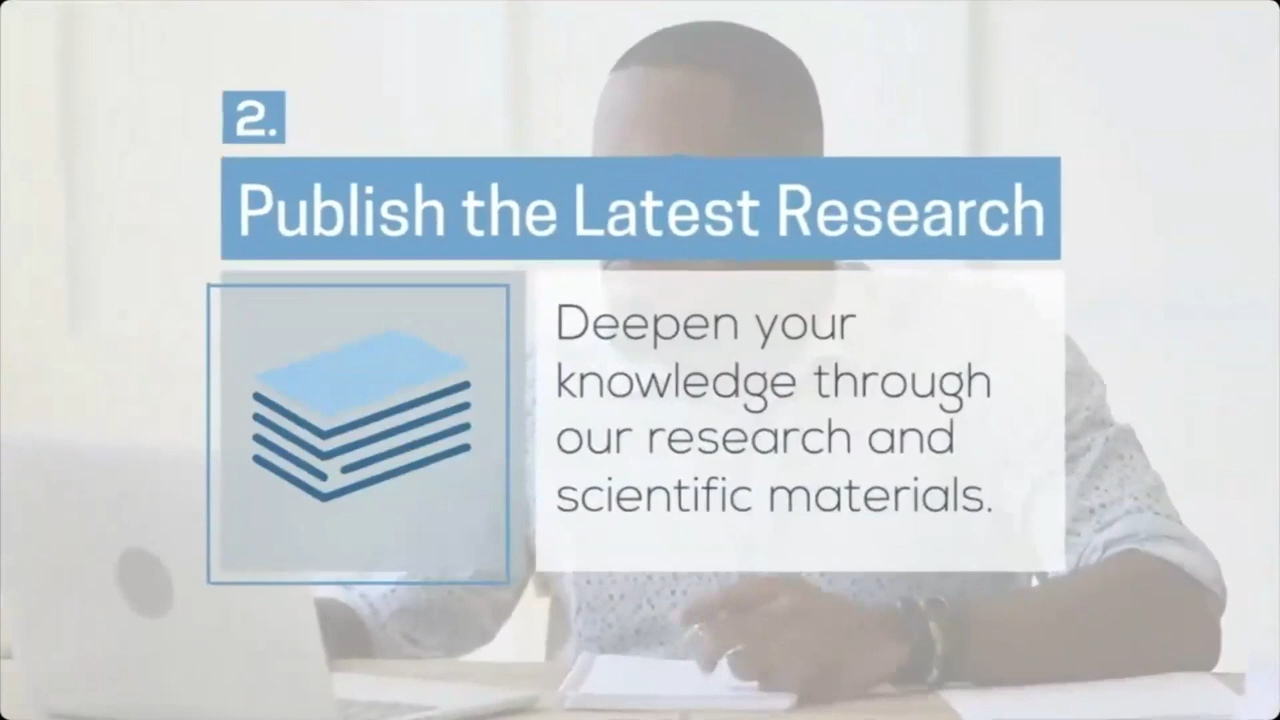 2.
Publish the Latest Research
Deepen your
knowledge through
our research and
scientific materials.